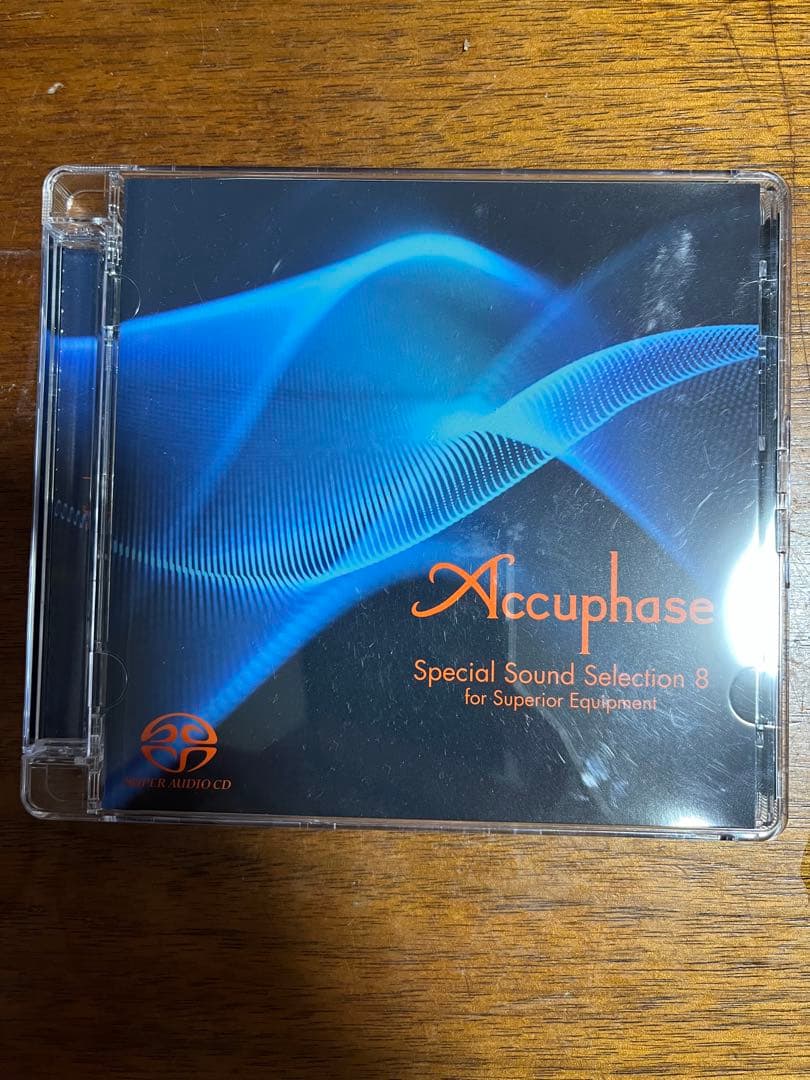 Accuphase
Special Sound Selection 8
for Superior Equipment
SUPER AUDIO CD